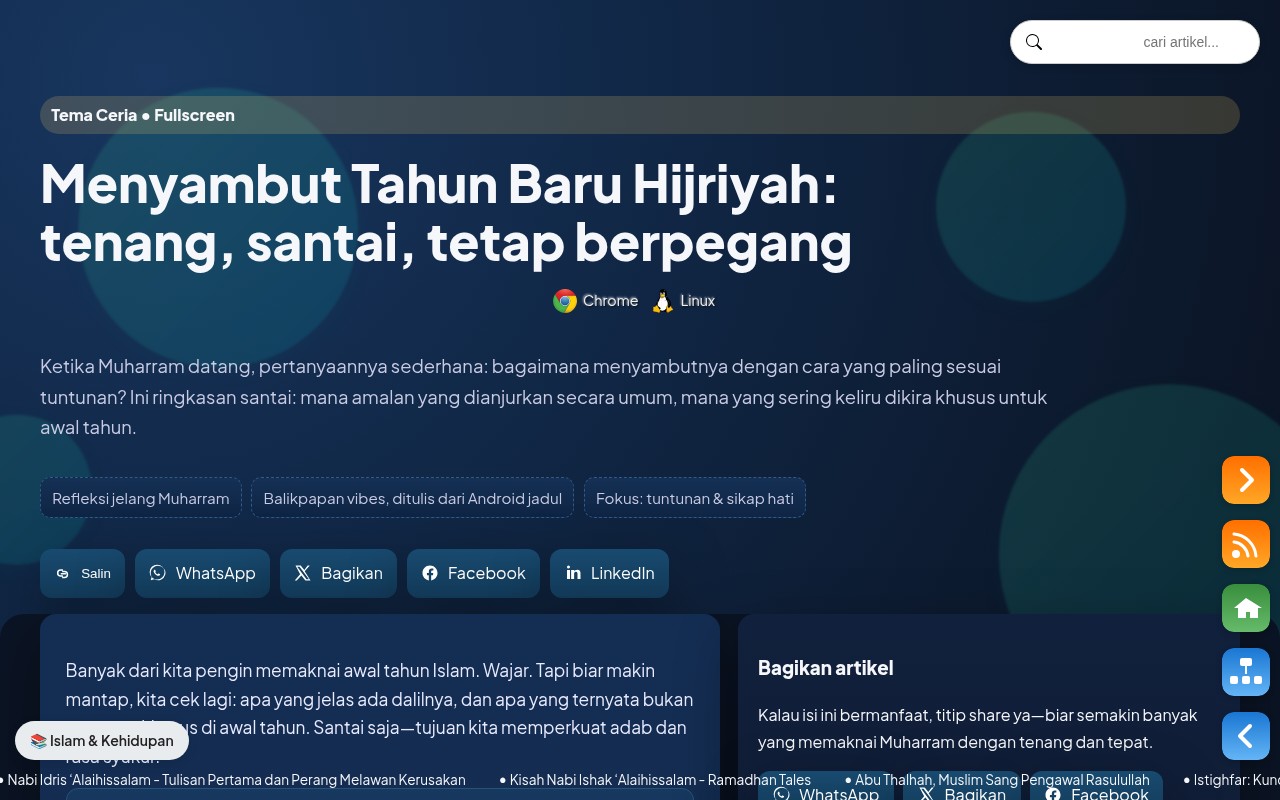 cari artikel...
Tema Ceria ● Fullscreen
Menyambut Tahun Baru Hijriyah:
tenang, santai, tetap berpegang
Chrome Linux
Ketika Muharram datang, pertanyaannya sederhana: bagaimana menyambutnya dengan cara yang paling sesuai
tuntunan? Ini ringkasan santai: mana amalan yang dianjurkan secara umum, mana yang sering keliru dikira khusus untuk
awal tahun.
Refleksi jelang Muharram
Balikpapan vibes, ditulis dari Android jadul
Fokus: tuntunan & sikap hati
Salin
WhatsApp
Bagikan
Facebook
LinkedIn
Banyak dari kita pengin memaknai awal tahun Islam. Wajar. Tapi biar makin
mantap, kita cek lagi: apa yang jelas ada dalilnya, dan apa yang ternyata bukan
di awal tahun. Santai saja—tujuan kita memperkuat adab dan
rasa syukur.
Bagikan artikel
Kalau isi ini bermanfaat, titip share ya—biar semakin banyak
yang memaknai Muharram dengan tenang dan tepat.
WhatsApp
Bagikan
Facebook
📚 Islam & Kehidupan
● Nabi Idris ‘Alaihissalam - Tulisan Pertama dan Perang Melawan Kerusakan ● Kisah Nabi Ishak ‘Alaihissalam - Ramadhan Tales ● Abu Thalhah, Muslim Sang Pengawal Rasulullah ● Istighfar: